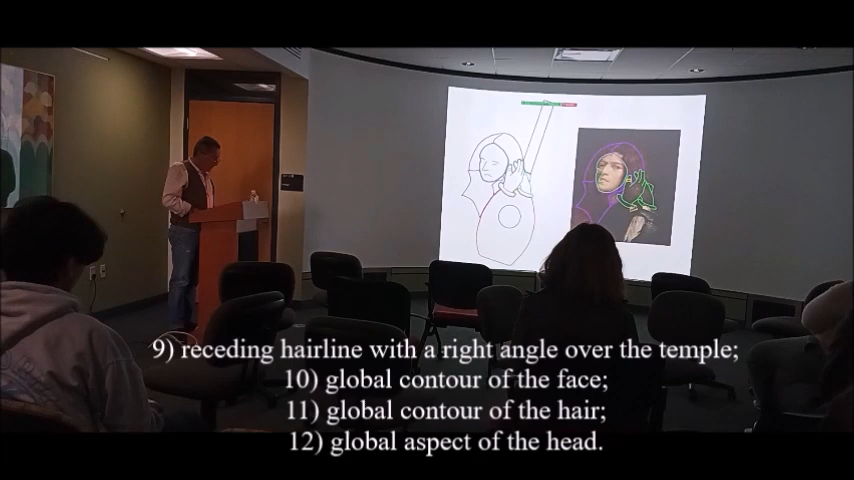 9) receding hairline with a right angle over the temple;
10) global contour of the face;
11) global contour of the hair;
12) global aspect of the head.